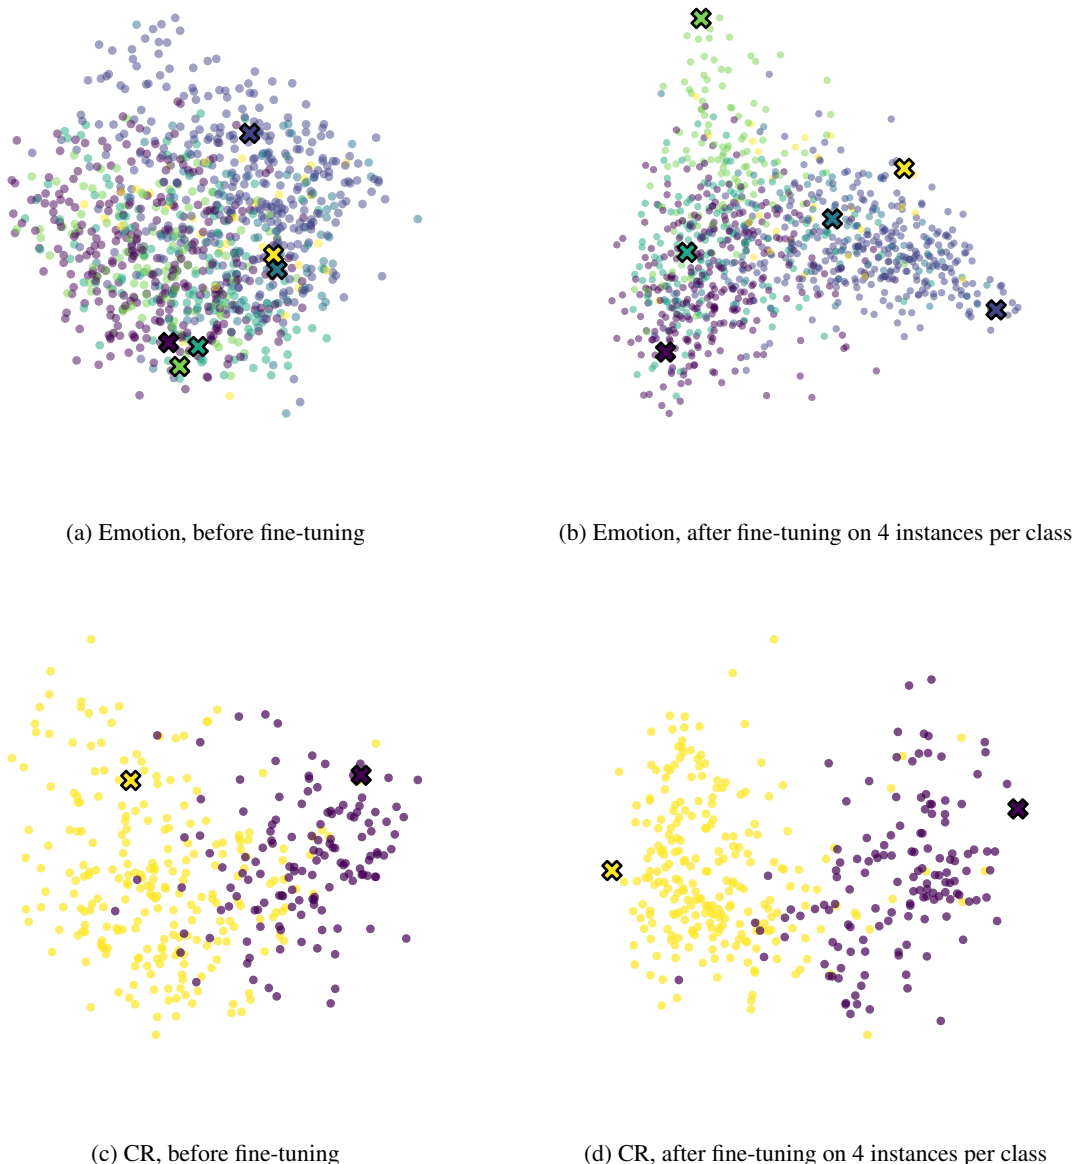 (a) Emotion, before fine-tuning
(b) Emotion, after fine-tuning on 4 instances per class
(c) CR, before fine-tuning
(d) CR, after fine-tuning on 4 instances per class